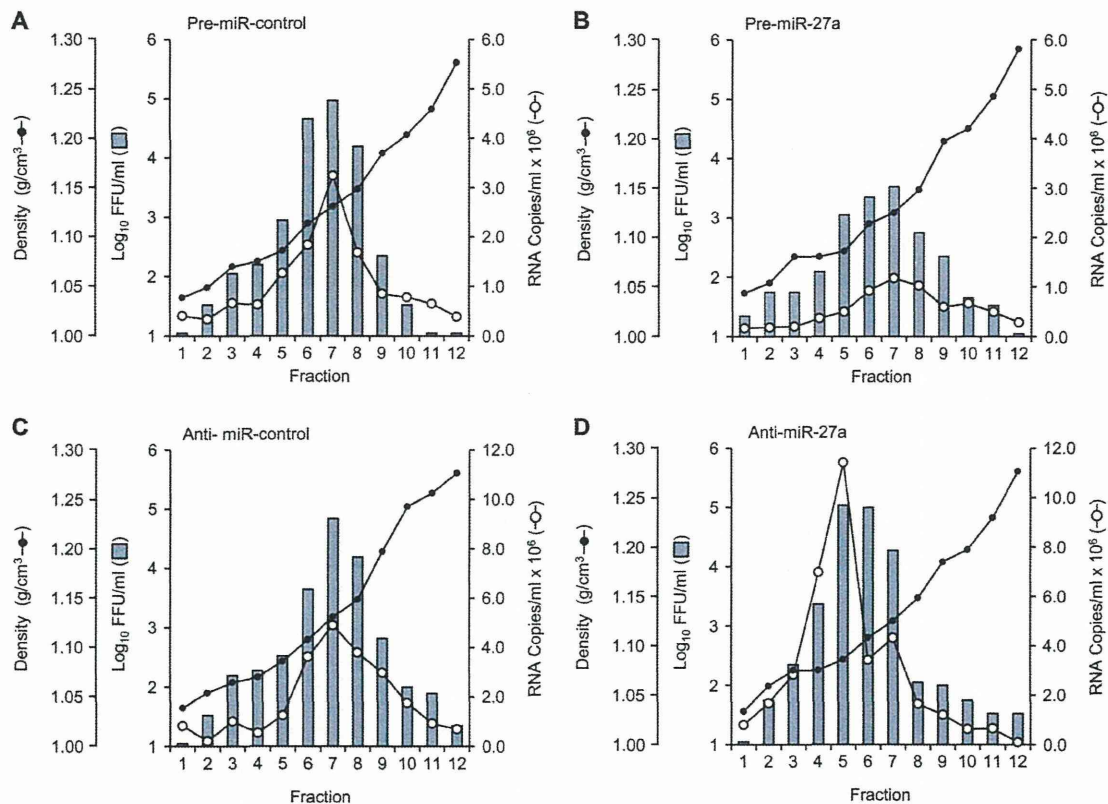 A
Pre-miR-control
Density (g/cm³ -●-)
1.30
1.25
1.20
1.15
1.10
1.05
1.00
Log₁₀ FFU/ml ( )
6
5
4
3
2
1
RNA Copies/ml x 10⁶ (-O-)
6.0
5.0
4.0
3.0
2.0
1.0
0.0
1 2 3 4 5 6 7 8 9 10 11 12
Fraction
B
Pre-miR-27a
Density (g/cm³ -●-)
1.30
1.25
1.20
1.15
1.10
1.05
1.00
Log₁₀ FFU/ml ( )
6
5
4
3
2
1
RNA Copies/ml x 10⁶ (-O-)
6.0
5.0
4.0
3.0
2.0
1.0
0.0
1 2 3 4 5 6 7 8 9 10 11 12
Fraction
C
Anti- miR-control
Density (g/cm³ -●-)
1.30
1.25
1.20
1.15
1.10
1.05
1.00
Log₁₀ FFU/ml ( )
6
5
4
3
2
1
RNA Copies/ml x 10⁶ (-O-)
12.0
10.0
8.0
6.0
4.0
2.0
0.0
1 2 3 4 5 6 7 8 9 10 11 12
Fraction
D
Anti-miR-27a
Density (g/cm³ -●-)
1.30
1.25
1.20
1.15
1.10
1.05
1.00
Log₁₀ FFU/ml ( )
6
5
4
3
2
1
RNA Copies/ml x 10⁶ (-O-)
12.0
10.0
8.0
6.0
4.0
2.0
0.0
1 2 3 4 5 6 7 8 9 10 11 12
Fraction